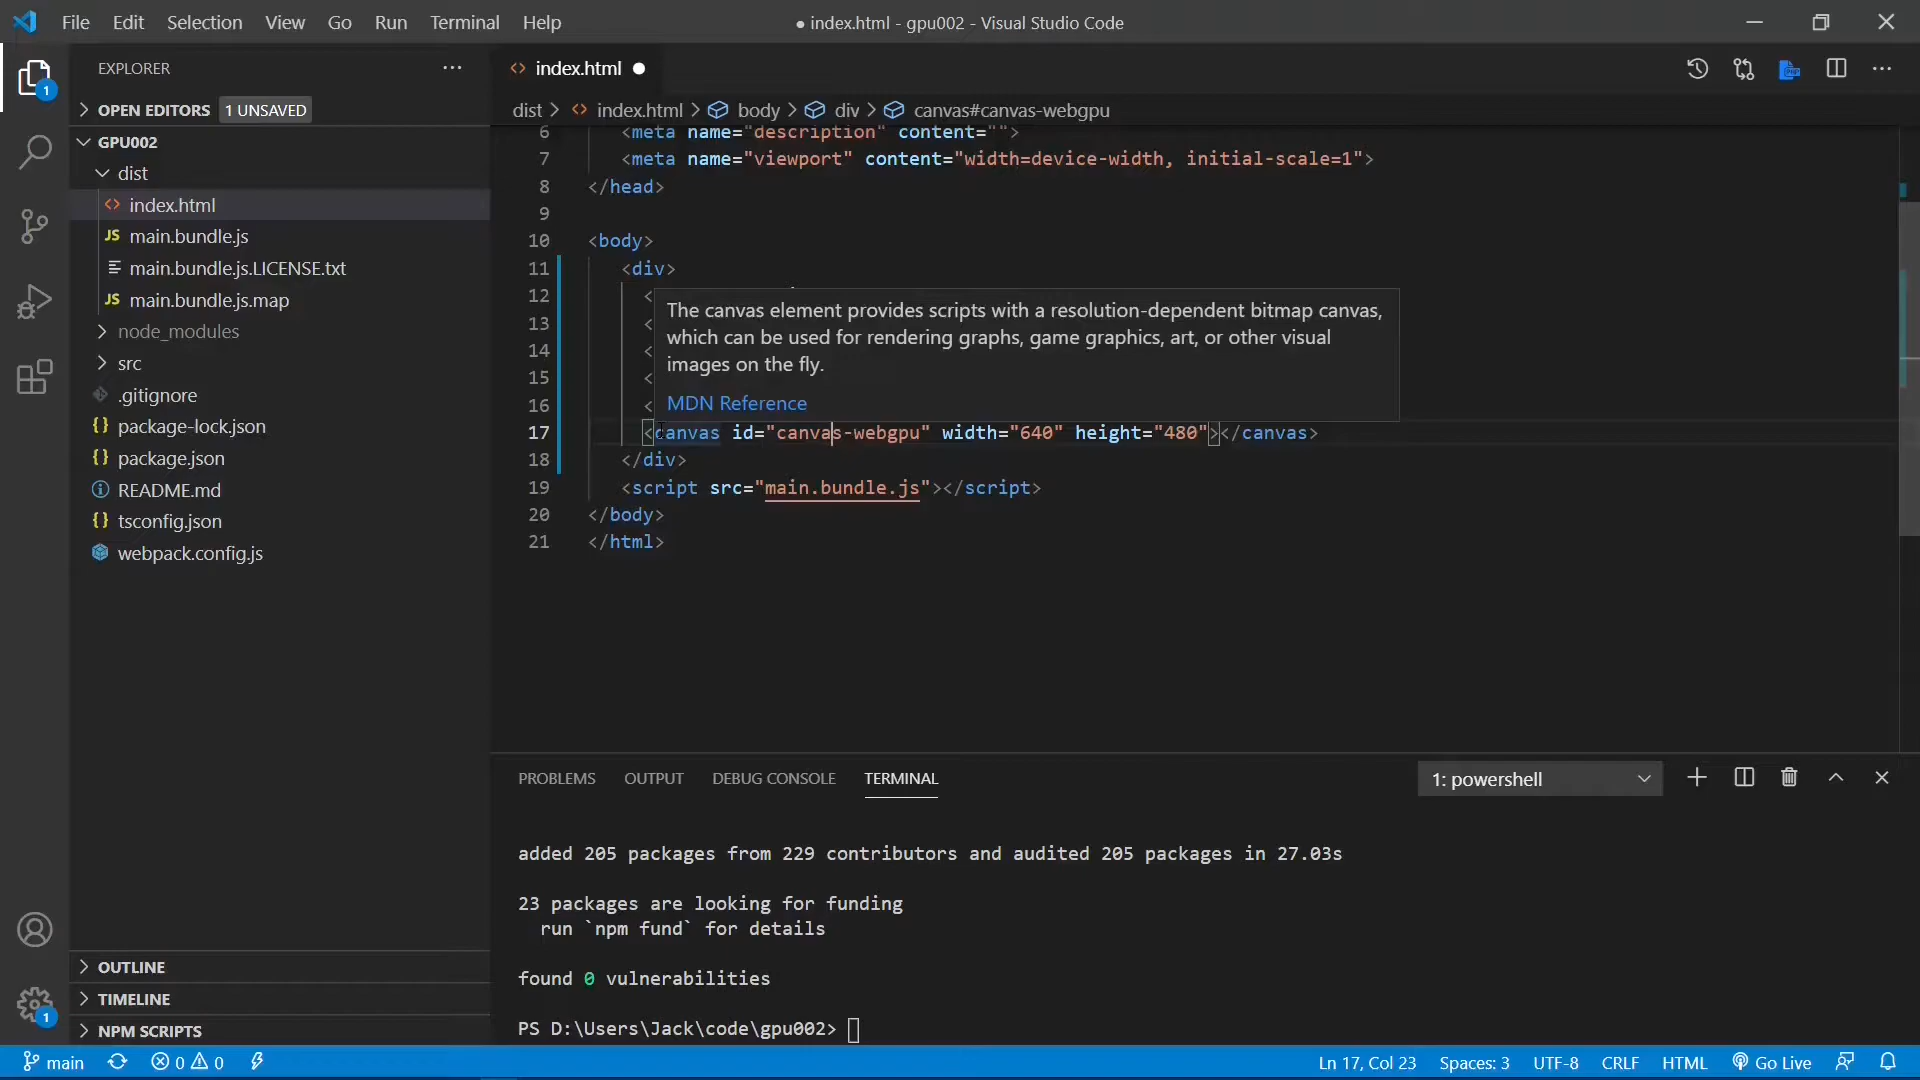 File Edit Selection View Go Run Terminal Help
● index.html - gpu002 - Visual Studio Code
EXPLORER
OPEN EDITORS 1 UNSAVED
GPU002
dist
index.html
main.bundle.js
main.bundle.js.LICENSE.txt
main.bundle.js.map
node_modules
src
.gitignore
package-lock.json
package.json
README.md
tsconfig.json
webpack.config.js
OUTLINE
TIMELINE
NPM SCRIPTS
index.html ●
dist > index.html > body > div > canvas#canvas-webgpu
6 <meta name="description" content="">
7 <meta name="viewport" content="width=device-width, initial-scale=1">
8 </head>
9
10 <body>
11 <div>
12 <
13 <
14 <
15 <
16 <
The canvas element provides scripts with a resolution-dependent bitmap canvas,
which can be used for rendering graphs, game graphics, art, or other visual
images on the fly.
MDN Reference
17 <canvas id="canvas-webgpu" width="640" height="480"></canvas>
18 </div>
19 <script src="main.bundle.js"></script>
20 </body>
21 </html>
PROBLEMS OUTPUT DEBUG CONSOLE TERMINAL
1: powershell
added 205 packages from 229 contributors and audited 205 packages in 27.03s
23 packages are looking for funding
run `npm fund` for details
found 0 vulnerabilities
PS D:\Users\Jack\code\gpu002>
main 0 0 Ln 17, Col 23 Spaces: 3 UTF-8 CRLF HTML Go Live